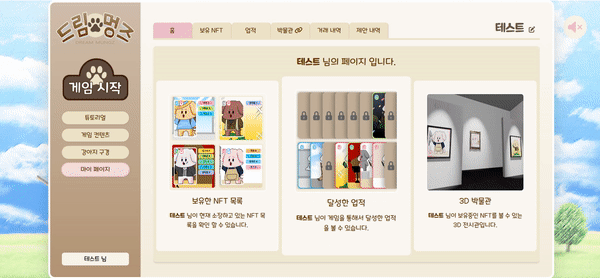 드림멍즈
게임 시작
튜토리얼
게임 컨텐츠
강아지 구경
마이 페이지
테스트 님
홈
보유 NFT
업적
박물관
거래 내역
제안 내역
테스트
테스트 님의 페이지 입니다.
보유한 NFT 목록
테스트 님이 현재 소장하고 있는 NFT 목
록을 확인 할 수 있습니다.
달성한 업적
테스트 님이 게임을 통해서 달성한 업적
을 볼 수 있습니다.
3D 박물관
테스트 님이 보유중인 NFT를 볼 수 있는
3D 전시관입니다.